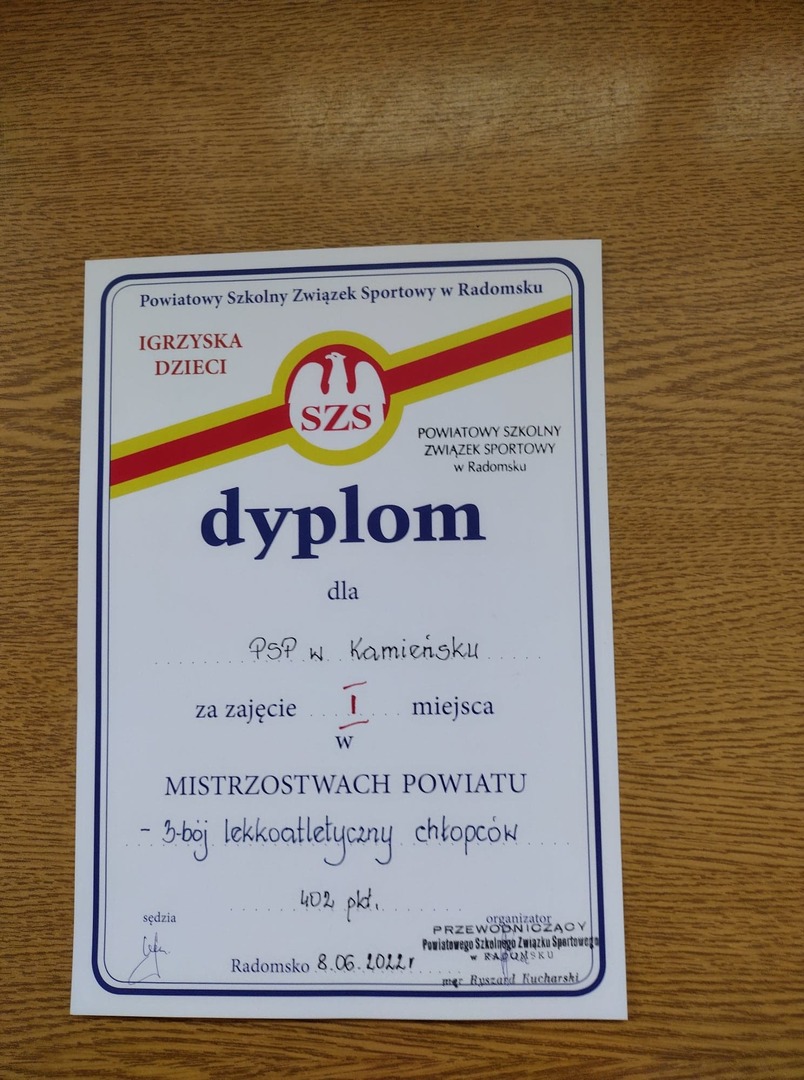 Powiatowy Szkolny Związek Sportowy w Radomsku
IGRZYSKA
DZIECI
SZS
POWIATOWY SZKOLNY
ZWIĄZEK SPORTOWY
w Radomsku
dyplom
dla
PSP w Kamieńsku
za zajęcie I miejsca
w
MISTRZOSTWACH POWIATU
- 3-bój lekkoatletyczny chłopców
402 pkt.
sędzia
organizator
PRZEWODNICZĄCY
Powiatowego Szkolnego Związku Sportowego
w RADOMSKU
mgr Ryszard Kucharski
Radomsko 8.06.2022r